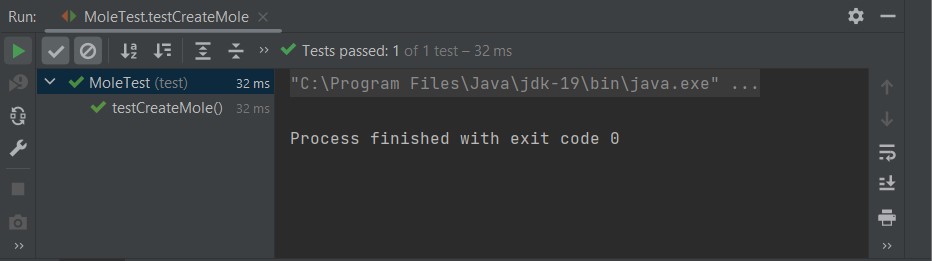 Run: MoleTest.testCreateMole
Tests passed: 1 of 1 test – 32 ms
MoleTest (test) 32 ms
testCreateMole() 32 ms
"C:\Program Files\Java\jdk-19\bin\java.exe" ...
Process finished with exit code 0